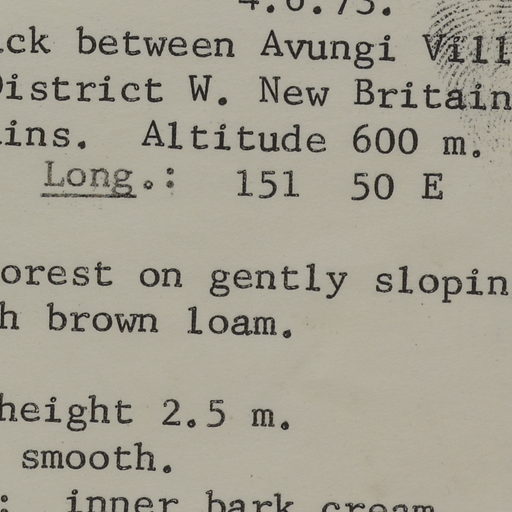 4.6.75.
ck between Avungi Vill
District W. New Britain
ins. Altitude 600 m.
Long.: 151 50 E
orest on gently slopin
h brown loam.
height 2.5 m.
smooth.
: inner bark cream